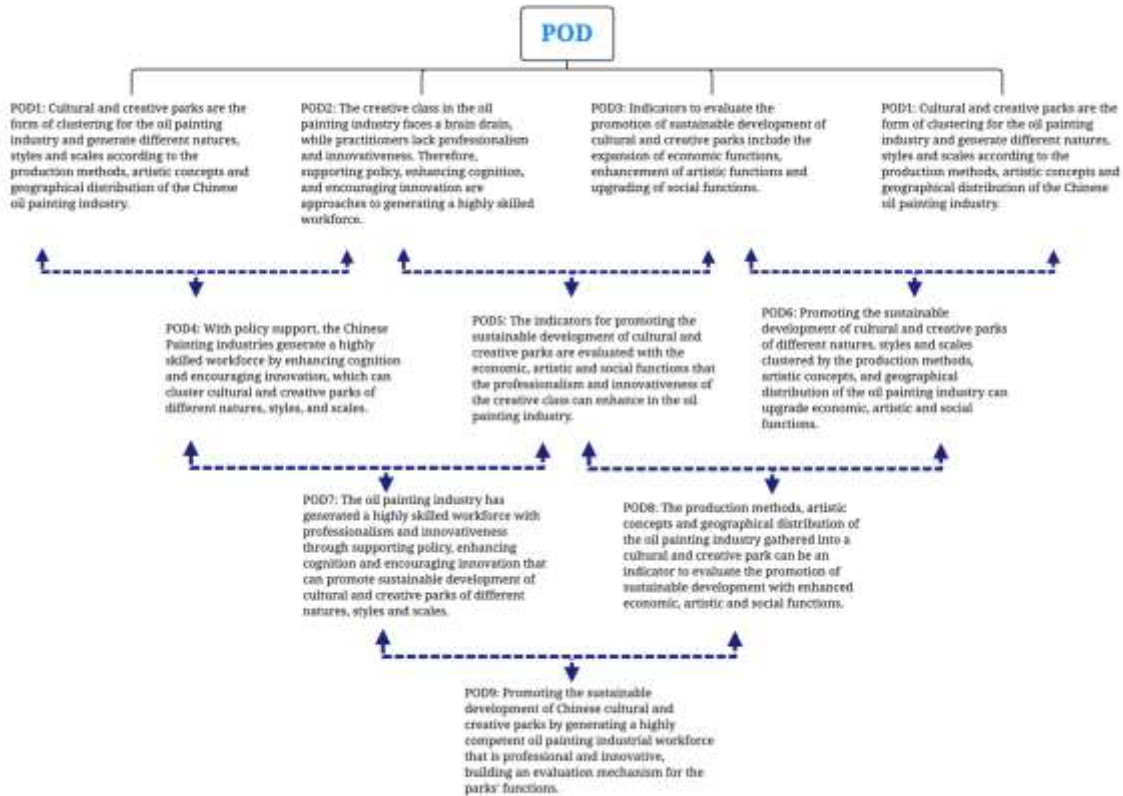 POD
POD1: Cultural and creative parks are the
form of clustering for the oil painting
industry and generate different natures,
styles and scales according to the
production methods, artistic concepts and
geographical distribution of the Chinese
oil painting industry.
POD2: The creative class in the oil
painting industry faces a brain drain,
while practitioners lack professionalism
and innovativeness. Therefore,
supporting policy, enhancing cognition,
and encouraging innovation are
approaches to generating a highly skilled
workforce.
POD3: Indicators to evaluate the
promotion of sustainable development of
cultural and creative parks include the
expansion of economic functions,
enhancement of artistic functions and
upgrading of social functions.
POD1: Cultural and creative parks are the
form of clustering for the oil painting
industry and generate different natures,
styles and scales according to the
production methods, artistic concepts and
geographical distribution of the Chinese
oil painting industry.
POD4: With policy support, the Chinese
Painting industries generate a highly
skilled workforce by enhancing cognition
and encouraging innovation, which can
cluster cultural and creative parks of
different natures, styles, and scales.
POD5: The indicators for promoting the
sustainable development of cultural and
creative parks are evaluated with the
economic, artistic and social functions that
the professionalism and innovativeness of
the creative class can enhance in the oil
painting industry.
POD6: Promoting the sustainable
development of cultural and creative parks
of different natures, styles and scales
clustered by the production methods,
artistic concepts, and geographical
distribution of the oil painting industry can
upgrade economic, artistic and social
functions.
POD7: The oil painting industry has
generated a highly skilled workforce with
professionalism and innovativeness
through supporting policy, enhancing
cognition and encouraging innovation that
can promote sustainable development of
cultural and creative parks of different
natures, styles and scales.
POD8: The production methods, artistic
concepts and geographical distribution of
the oil painting industry gathered into a
cultural and creative park can be an
indicator to evaluate the promotion of
sustainable development with enhanced
economic, artistic and social functions.
POD9: Promoting the sustainable
development of Chinese cultural and
creative parks by generating a highly
competent oil painting industrial workforce
that is professional and innovative,
building an evaluation mechanism for the
parks' functions.